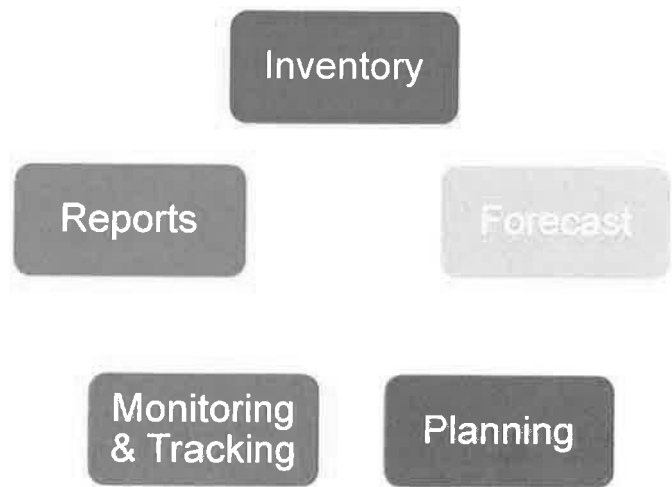 Inventory
Reports
Forecast
Monitoring
& Tracking
Planning